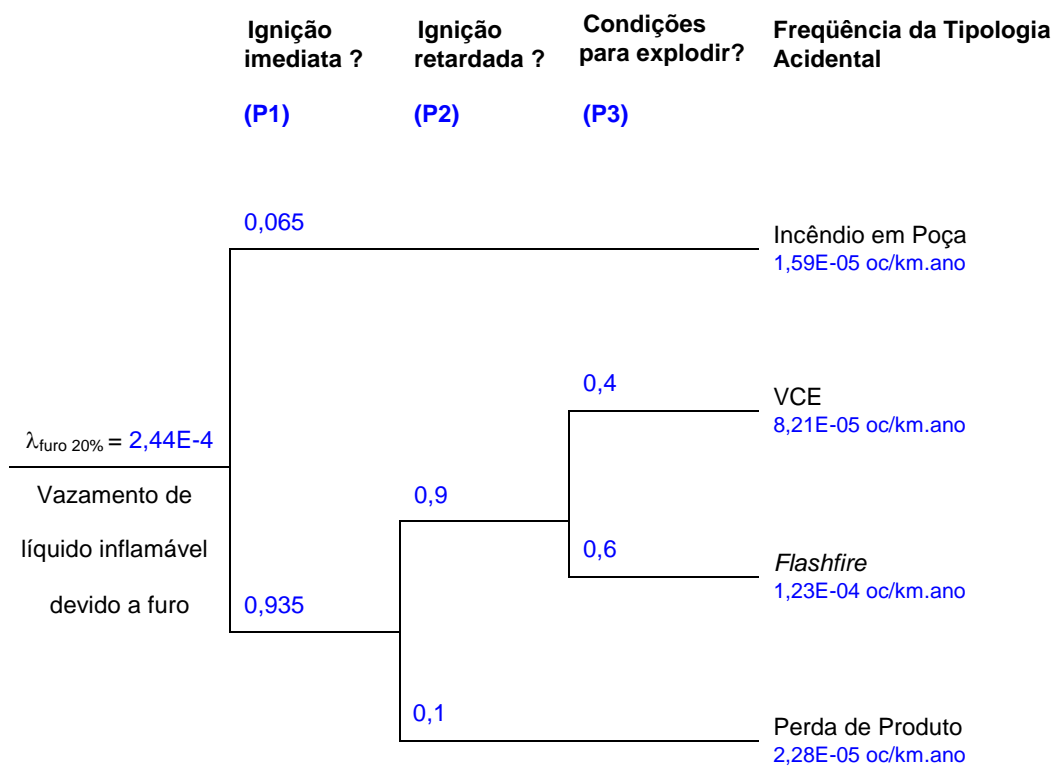 Ignição
imediata ?
Ignição
retardada ?
Condições
para explodir?
Freqüência da Tipologia
Acidental
(P1)
(P2)
(P3)
0,065
Incêndio em Poça
1,59E-05 oc/km.ano
0,4
VCE
8,21E-05 oc/km.ano
λfuro 20% = 2,44E-4
Vazamento de
líquido inflamável
devido a furo
0,9
0,6
Flashfire
1,23E-04 oc/km.ano
0,935
0,1
Perda de Produto
2,28E-05 oc/km.ano